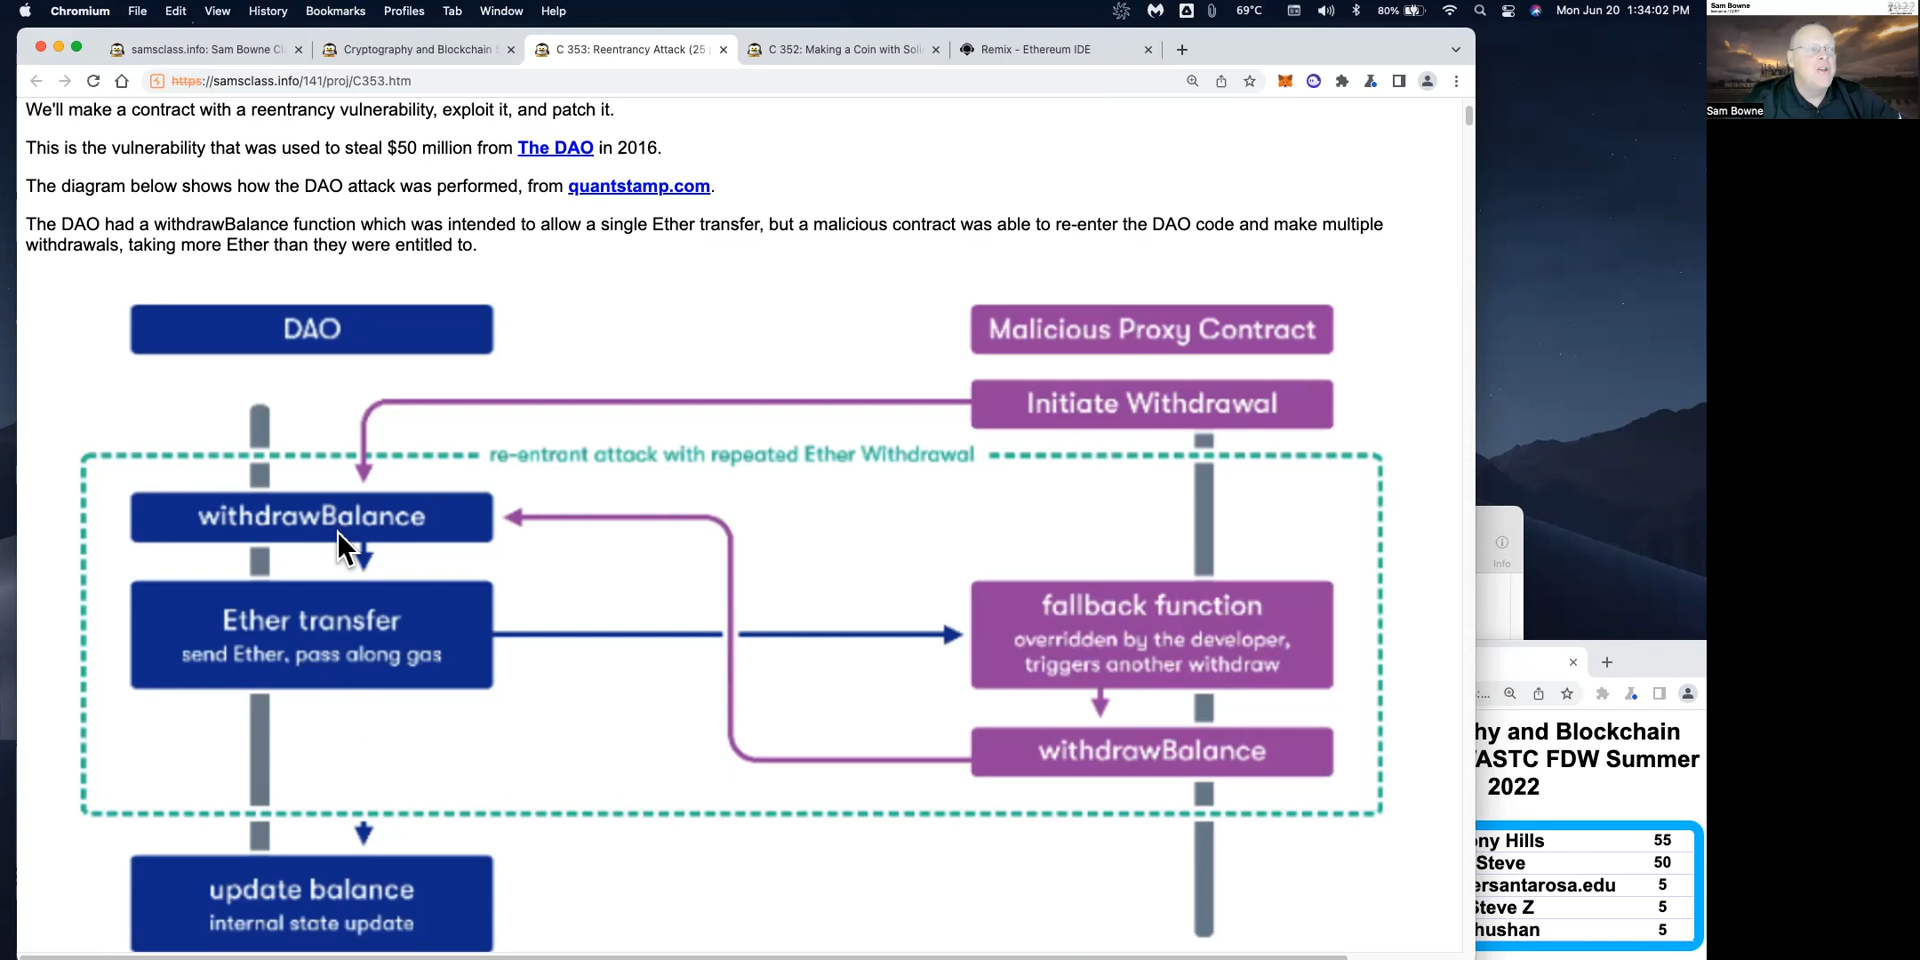 Chromium File Edit View History Bookmarks Profiles Tab Window Help
69°C
80%
Mon Jun 20 1:34:02 PM
samsclass.info: Sam Bowne Cl
Cryptography and Blockchain
C 353: Reentrancy Attack (25
C 352: Making a Coin with Soli
Remix - Ethereum IDE
https://samsclass.info/141/proj/C353.htm
We'll make a contract with a reentrancy vulnerability, exploit it, and patch it.
This is the vulnerability that was used to steal $50 million from The DAO in 2016.
The diagram below shows how the DAO attack was performed, from quantstamp.com.
The DAO had a withdrawBalance function which was intended to allow a single Ether transfer, but a malicious contract was able to re-enter the DAO code and make multiple
withdrawals, taking more Ether than they were entitled to.
DAO
Malicious Proxy Contract
Initiate Withdrawal
re-entrant attack with repeated Ether Withdrawal
withdrawBalance
Ether transfer
send Ether, pass along gas
fallback function
overridden by the developer,
triggers another withdraw
withdrawBalance
update balance
internal state update
Sam Bowne
Sam Bowne
Info
hy and Blockchain
ASTC FDW Summer
2022
ony Hills 55
Steve 50
ersantarosa.edu 5
Steve Z 5
hushan 5